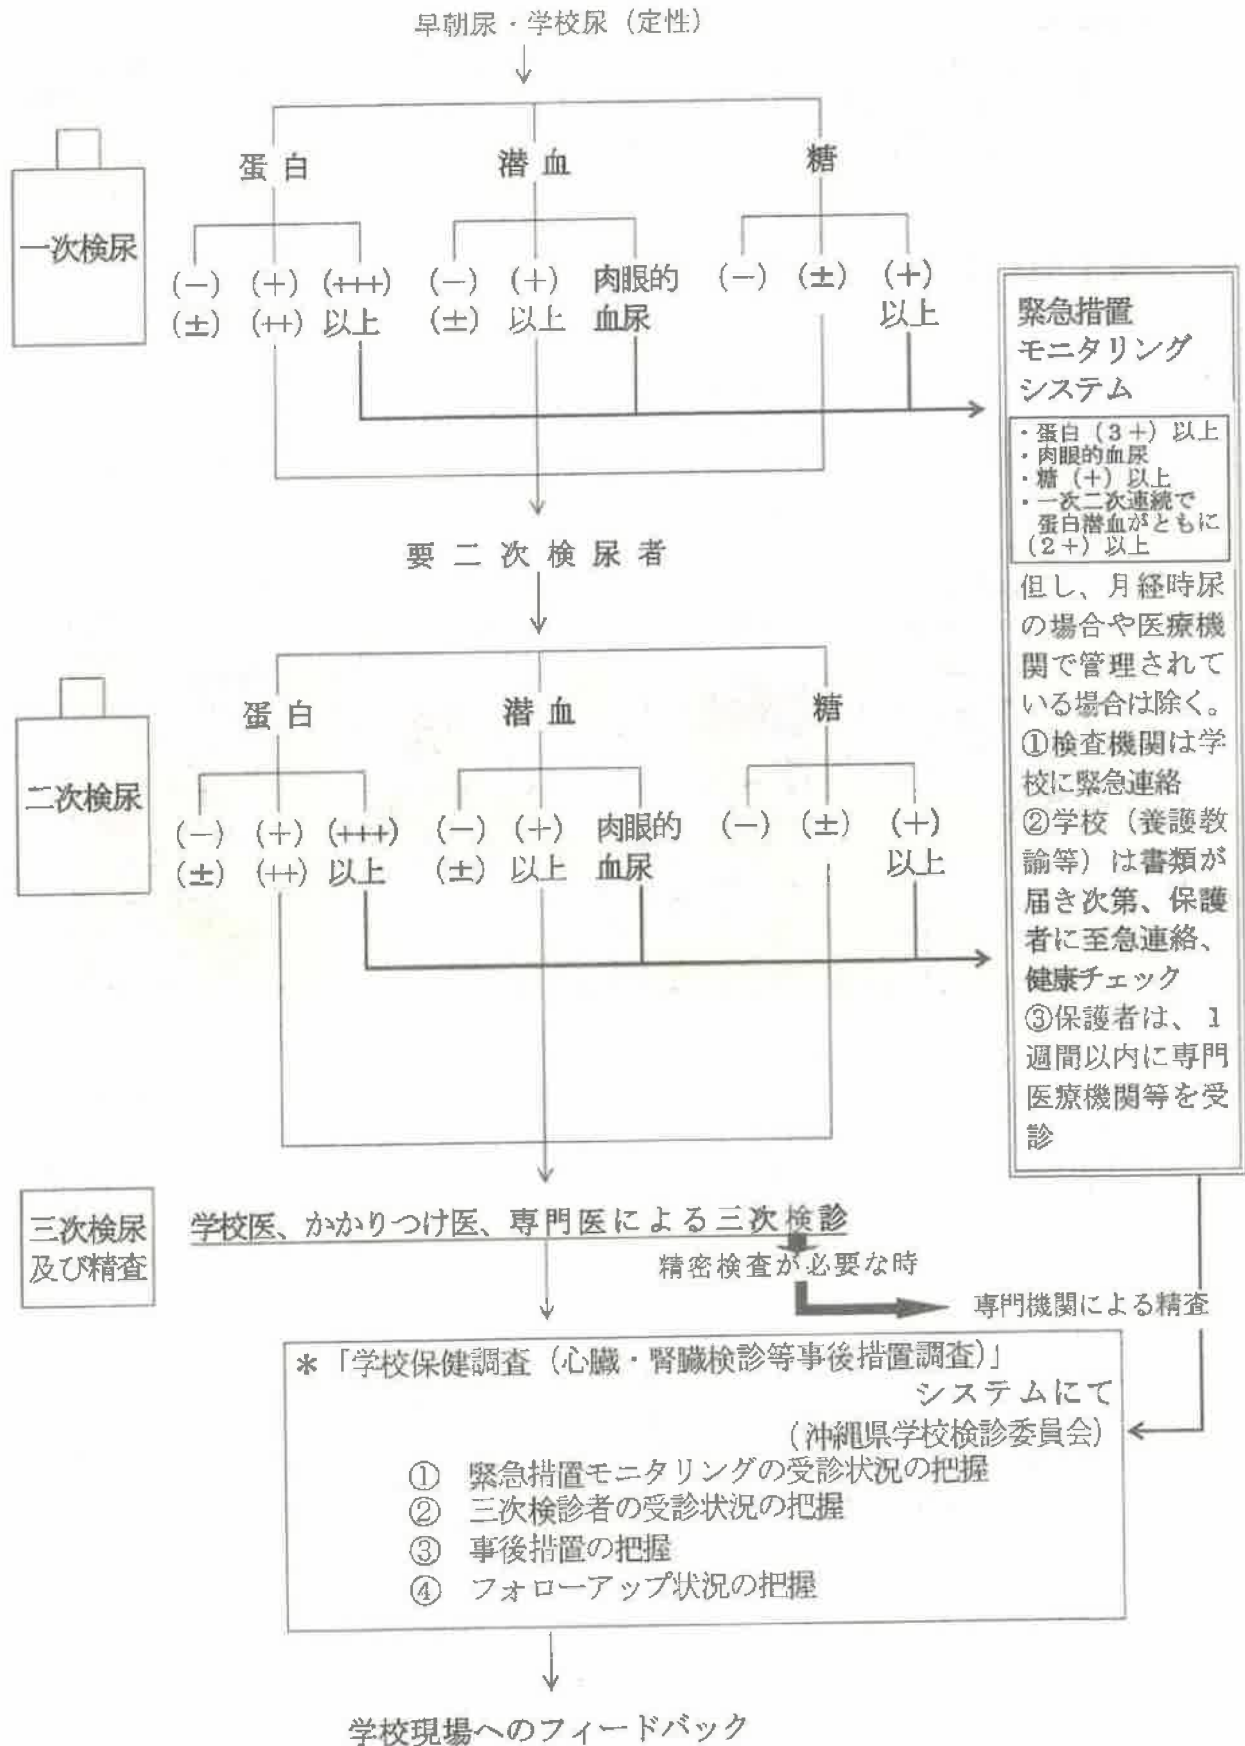 早朝尿・学校尿（定性）
一次検尿
蛋白 潜血 糖
(－) (＋) (+++) (－) (＋) 肉眼的 (－) (±) (＋)
(±) (++) 以上 (±) 以上 血尿 以上
要二次検尿者
二次検尿
蛋白 潜血 糖
(－) (＋) (+++) (－) (＋) 肉眼的 (－) (±) (＋)
(±) (++) 以上 (±) 以上 血尿 以上
緊急措置
モニタリング
システム
・蛋白（3＋）以上
・肉眼的血尿
・糖（＋）以上
・一次二次連続で
蛋白潜血がともに
（2＋）以上
但し、月経時尿
の場合や医療機
関で管理されて
いる場合は除く。
①検査機関は学
校に緊急連絡
②学校（養護教
諭等）は書類が
届き次第、保護
者に至急連絡、
健康チェック
③保護者は、1
週間以内に専門
医療機関等を受
診
三次検尿
及び精査
学校医、かかりつけ医、専門医による三次検診
精密検査が必要な時
専門機関による精査
＊「学校保健調査（心臓・腎臓検診等事後措置調査）」
システムにて
（沖縄県学校検診委員会）
① 緊急措置モニタリングの受診状況の把握
② 三次検診者の受診状況の把握
③ 事後措置の把握
④ フォローアップ状況の把握
学校現場へのフィードバック